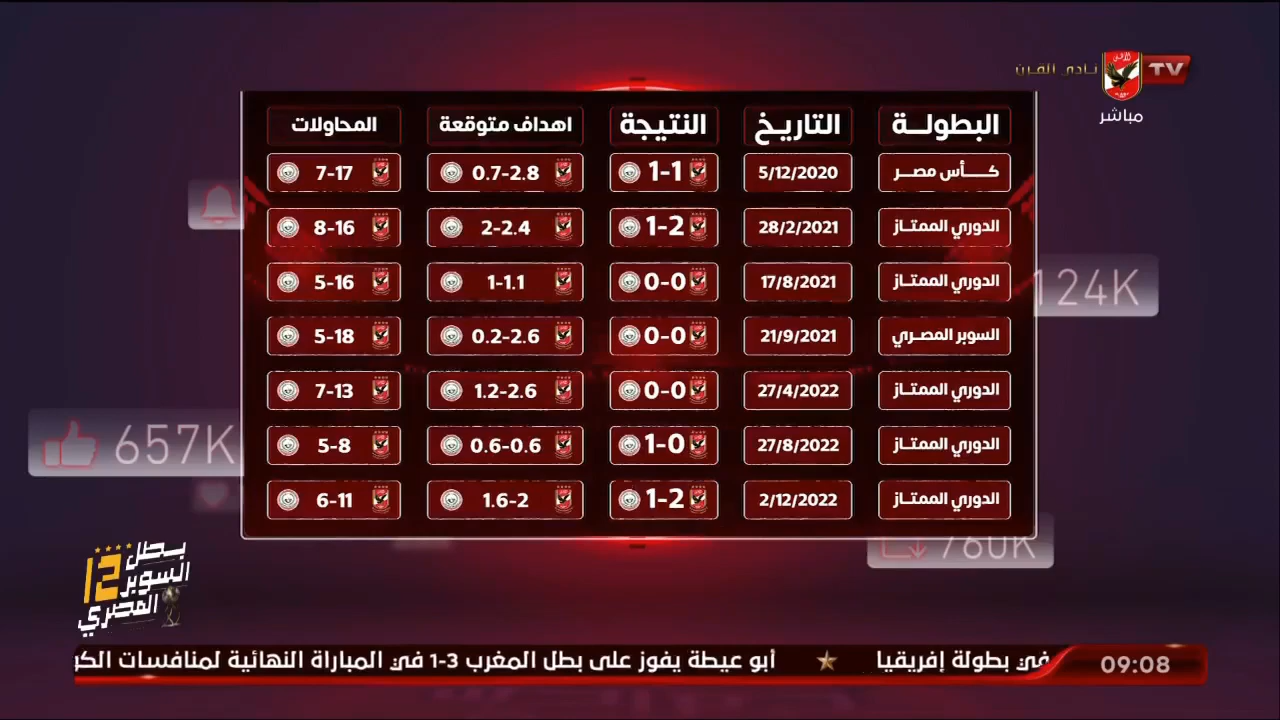 نادي القرن
TV
مباشر
البطولة التاريخ النتيجة اهداف متوقعة المحاولات
كأس مصر 5/12/2020 1-1 0.7-2.8 7-17
الدوري الممتاز 28/2/2021 1-2 2-2.4 8-16
الدوري الممتاز 17/8/2021 0-0 1-1.1 5-16
السوبر المصري 21/9/2021 0-0 0.2-2.6 5-18
الدوري الممتاز 27/4/2022 0-0 1.2-2.6 7-13
الدوري الممتاز 27/8/2022 1-0 0.6-0.6 5-8
الدوري الممتاز 2/12/2022 1-2 1.6-2 6-11
124K
657K
760K
بطل
12
السوبر
المصري
09:08
في بطولة إفريقيا
أبو عيطة يفوز على بطل المغرب 3-1 في المباراة النهائية لمنافسات